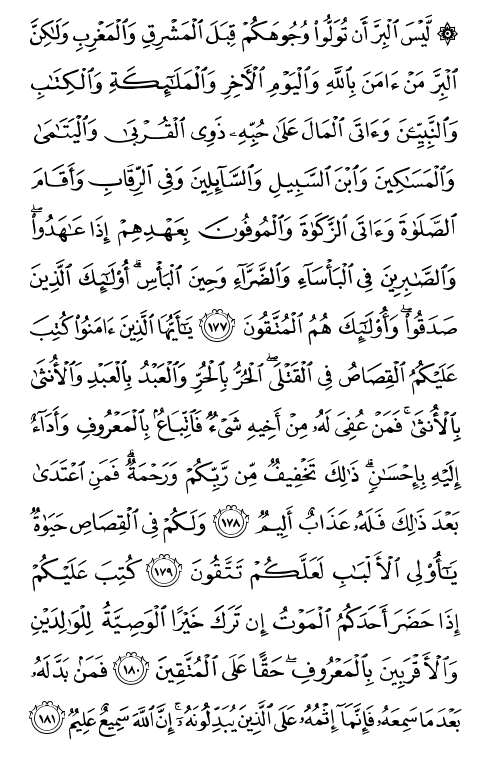 ۞ لَّيْسَ ٱلْبِرَّ أَن تُوَلُّوا۟ وُجُوهَكُمْ قِبَلَ ٱلْمَشْرِقِ وَٱلْمَغْرِبِ وَلَٰكِنَّ
ٱلْبِرَّ مَنْ ءَامَنَ بِٱللَّهِ وَٱلْيَوْمِ ٱلْءَاخِرِ وَٱلْمَلَٰٓئِكَةِ وَٱلْكِتَٰبِ
وَٱلنَّبِيِّـۧنَ وَءَاتَى ٱلْمَالَ عَلَىٰ حُبِّهِۦ ذَوِى ٱلْقُرْبَىٰ وَٱلْيَتَٰمَىٰ
وَٱلْمَسَٰكِينَ وَٱبْنَ ٱلسَّبِيلِ وَٱلسَّآئِلِينَ وَفِى ٱلرِّقَابِ وَأَقَامَ
ٱلصَّلَوٰةَ وَءَاتَى ٱلزَّكَوٰةَ وَٱلْمُوفُونَ بِعَهْدِهِمْ إِذَا عَٰهَدُوا۟ ۖ
وَٱلصَّٰبِرِينَ فِى ٱلْبَأْسَآءِ وَٱلضَّرَّآءِ وَحِينَ ٱلْبَأْسِ ۗ أُو۟لَٰٓئِكَ ٱلَّذِينَ
صَدَقُوا۟ ۖ وَأُو۟لَٰٓئِكَ هُمُ ٱلْمُتَّقُونَ ١٧٧ يَٰٓأَيُّهَا ٱلَّذِينَ ءَامَنُوا۟ كُتِبَ
عَلَيْكُمُ ٱلْقِصَاصُ فِى ٱلْقَتْلَى ۖ ٱلْحُرُّ بِٱلْحُرِّ وَٱلْعَبْدُ بِٱلْعَبْدِ وَٱلْأُنثَىٰ
بِٱلْأُنثَىٰ ۚ فَمَنْ عُفِىَ لَهُۥ مِنْ أَخِيهِ شَىْءٌ فَٱتِّبَاعٌۢ بِٱلْمَعْرُوفِ وَأَدَآءٌ
إِلَيْهِ بِإِحْسَٰنٍ ۗ ذَٰلِكَ تَخْفِيفٌ مِّن رَّبِّكُمْ وَرَحْمَةٌ ۗ فَمَنِ ٱعْتَدَىٰ
بَعْدَ ذَٰلِكَ فَلَهُۥ عَذَابٌ أَلِيمٌ ١٧٨ وَلَكُمْ فِى ٱلْقِصَاصِ حَيَوٰةٌ
يَٰٓأُو۟لِى ٱلْأَلْبَٰبِ لَعَلَّكُمْ تَتَّقُونَ ١٧٩ كُتِبَ عَلَيْكُمْ
إِذَا حَضَرَ أَحَدَكُمُ ٱلْمَوْتُ إِن تَرَكَ خَيْرًا ٱلْوَصِيَّةُ لِلْوَٰلِدَيْنِ
وَٱلْأَقْرَبِينَ بِٱلْمَعْرُوفِ ۖ حَقًّا عَلَى ٱلْمُتَّقِينَ ١٨٠ فَمَنۢ بَدَّلَهُۥ
بَعْدَ مَا سَمِعَهُۥ فَإِنَّمَآ إِثْمُهُۥ عَلَى ٱلَّذِينَ يُبَدِّلُونَهُۥٓ ۚ إِنَّ ٱللَّهَ سَمِيعٌ عَلِيمٌ ١٨١